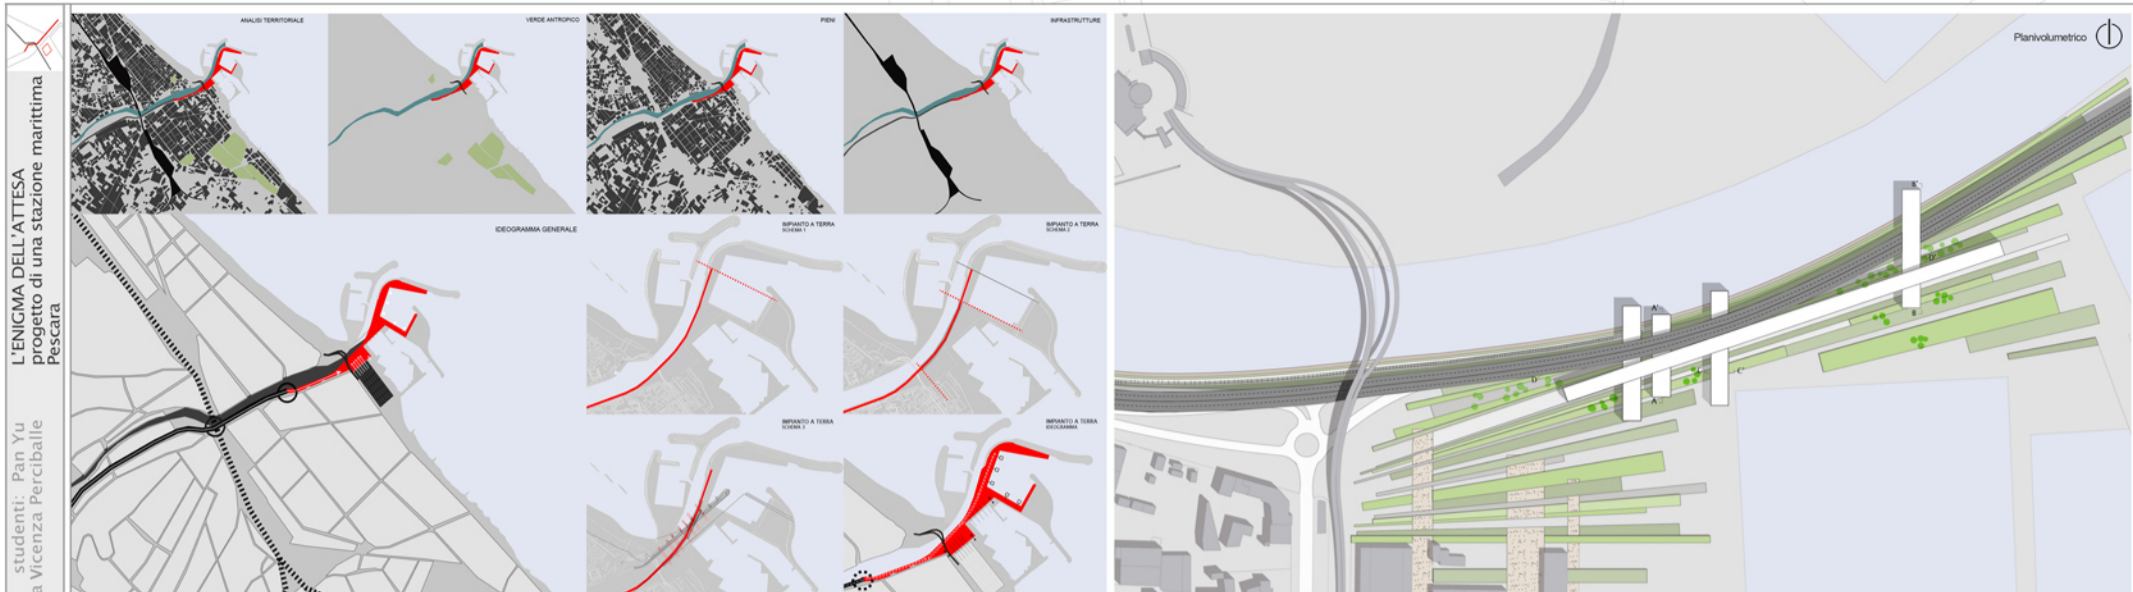 L'ENIGMA DELL'ATTESA
progetto di una stazione marittima
Pescara
studenti: Pan Yu
a Vicenza Perciballe
ANALISI TERRITORIALE
VERDE ANTROPICO
PIENI
INFRASTRUTTURE
IDEOGRAMMA GENERALE
IMPIANTO A TERRA
SCHEMA 1
IMPIANTO A TERRA
SCHEMA 2
IMPIANTO A TERRA
SCHEMA 3
IMPIANTO A TERRA
IDEOGRAMMA
Planivolumetrico
B'
D'
B
A'
A
C
C'
D